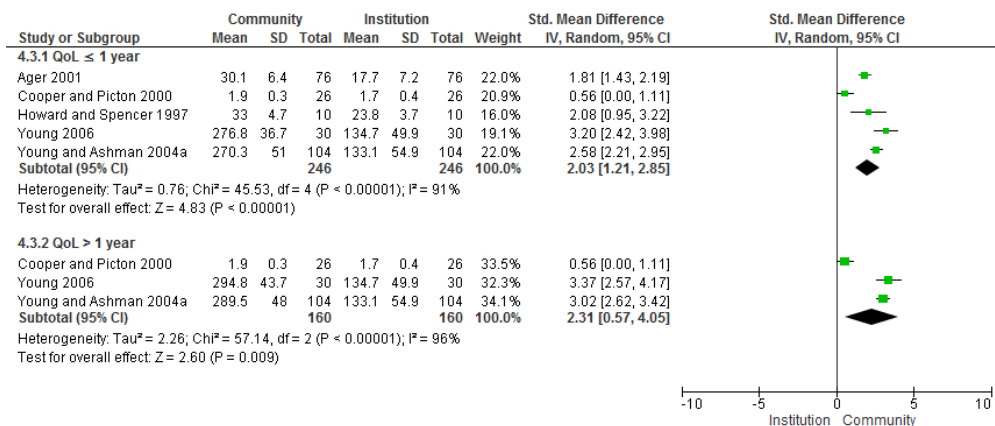 Community Institution Std. Mean Difference Std. Mean Difference
Study or Subgroup Mean SD Total Mean SD Total Weight IV, Random, 95% CI IV, Random, 95% CI
4.3.1 QoL ≤ 1 year
Ager 2001 30.1 6.4 76 17.7 7.2 76 22.0% 1.81 [1.43, 2.19]
Cooper and Picton 2000 1.9 0.3 26 1.7 0.4 26 20.9% 0.56 [0.00, 1.11]
Howard and Spencer 1997 33 4.7 10 23.8 3.7 10 16.0% 2.08 [0.95, 3.22]
Young 2006 276.8 36.7 30 134.7 49.9 30 19.1% 3.20 [2.42, 3.98]
Young and Ashman 2004a 270.3 51 104 133.1 54.9 104 22.0% 2.58 [2.21, 2.95]
Subtotal (95% CI) 246 246 100.0% 2.03 [1.21, 2.85]
Heterogeneity: Tau² = 0.76; Chi² = 45.53, df = 4 (P < 0.00001); I² = 91%
Test for overall effect: Z = 4.83 (P < 0.00001)
4.3.2 QoL > 1 year
Cooper and Picton 2000 1.9 0.3 26 1.7 0.4 26 33.5% 0.56 [0.00, 1.11]
Young 2006 294.8 43.7 30 134.7 49.9 30 32.3% 3.37 [2.57, 4.17]
Young and Ashman 2004a 289.5 48 104 133.1 54.9 104 34.1% 3.02 [2.62, 3.42]
Subtotal (95% CI) 160 160 100.0% 2.31 [0.57, 4.05]
Heterogeneity: Tau² = 2.26; Chi² = 57.14, df = 2 (P < 0.00001); I² = 96%
Test for overall effect: Z = 2.60 (P = 0.009)
-10 -5 0 5 10
Institution Community